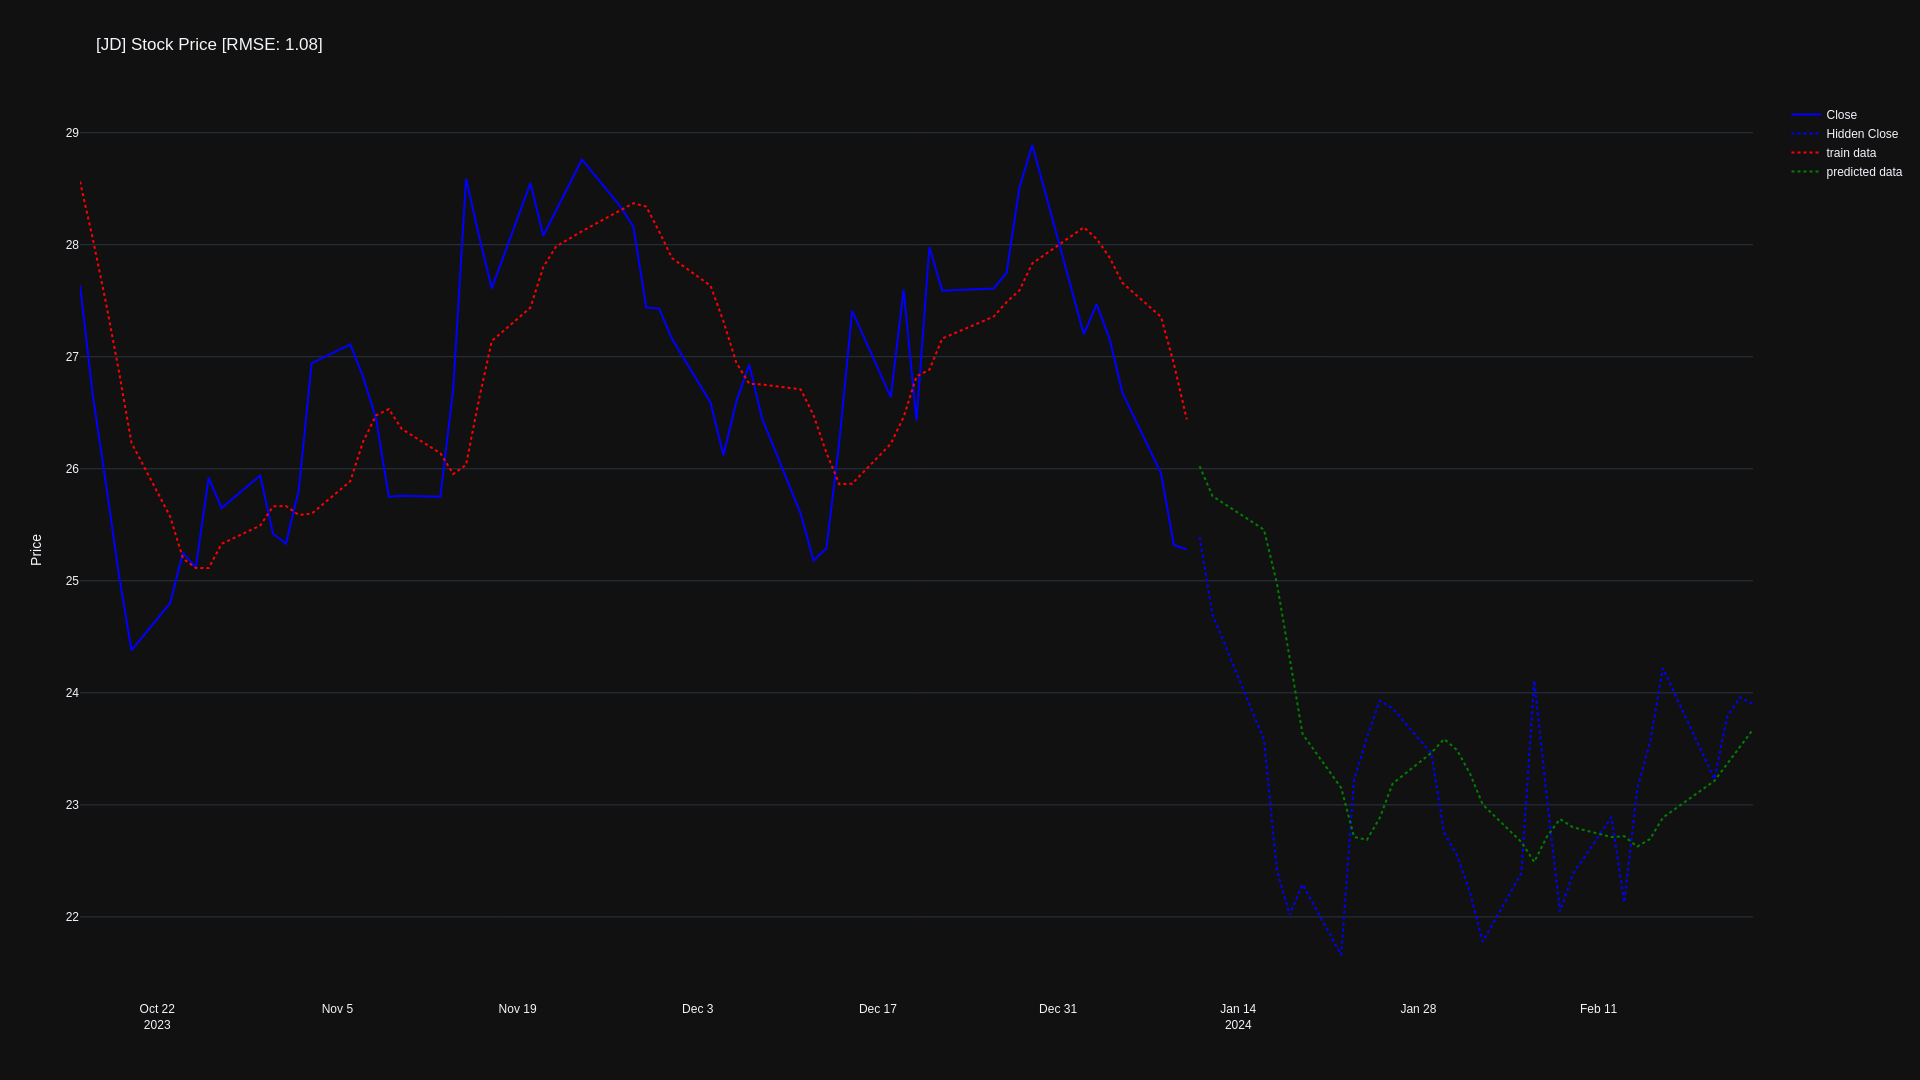 [JD] Stock Price [RMSE: 1.08]
Close
Hidden Close
train data
predicted data
29
28
27
26
25
24
23
22
Price
Oct 22
2023
Nov 5
Nov 19
Dec 3
Dec 17
Dec 31
Jan 14
2024
Jan 28
Feb 11